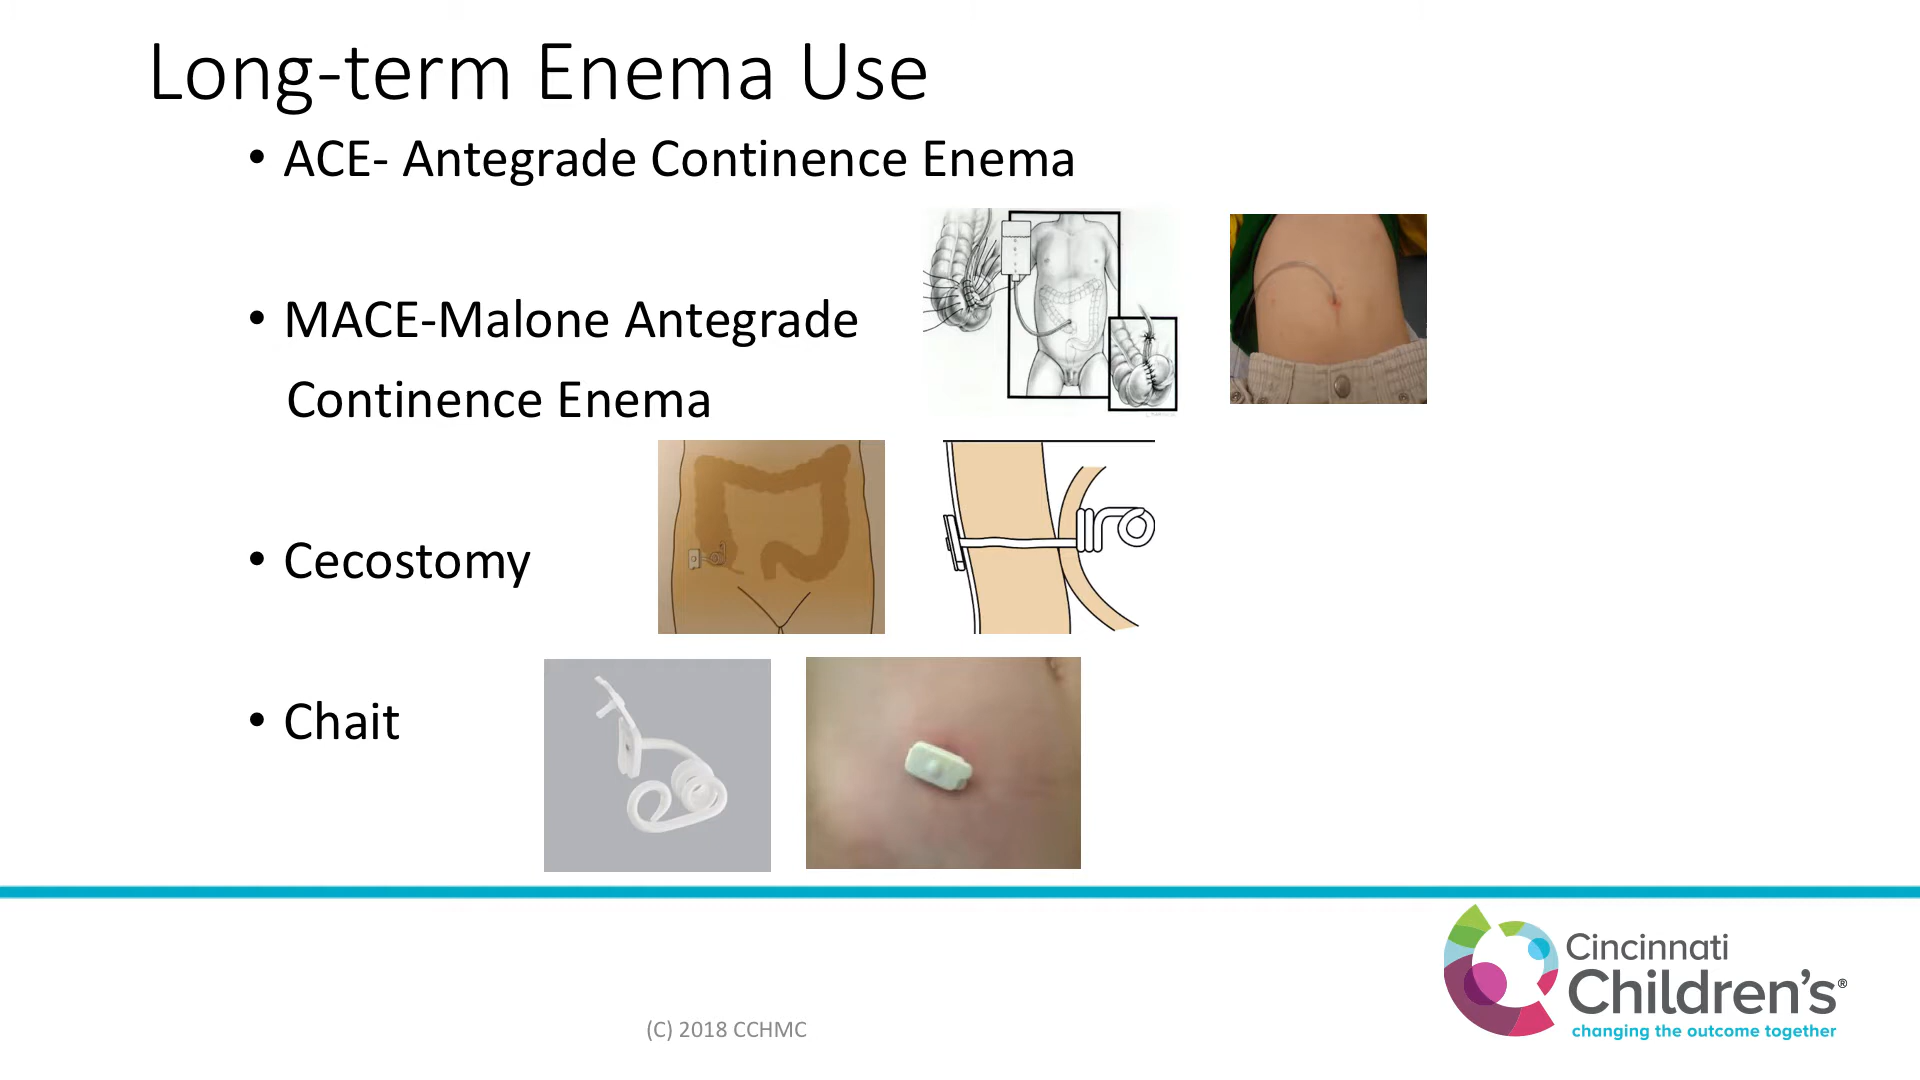 Long-term Enema Use
• ACE- Antegrade Continence Enema
• MACE-Malone Antegrade
Continence Enema
• Cecostomy
• Chait
(C) 2018 CCHMC
Cincinnati
Children's®
changing the outcome together